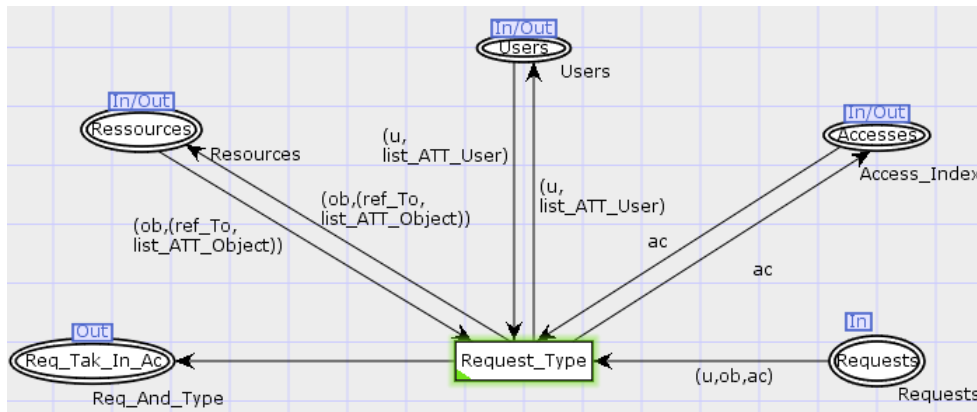 In/Out
Users
Users
In/Out
Ressources
Resources
In/Out
Accesses
Access_Index
(u,
list_ATT_User)
(u,
list_ATT_User)
(ob,(ref_To,
list_ATT_Object))
(ob,(ref_To,
list_ATT_Object))
ac
ac
Out
Req_Tak_In_Ac
Req_And_Type
Request_Type
In
Requests
(u,ob,ac)
Requests